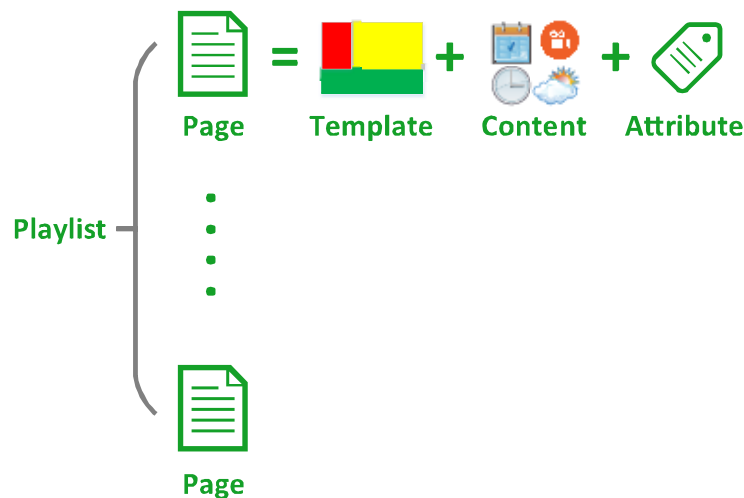 =
+
+
Page
Template
Content
Attribute
Playlist
Page